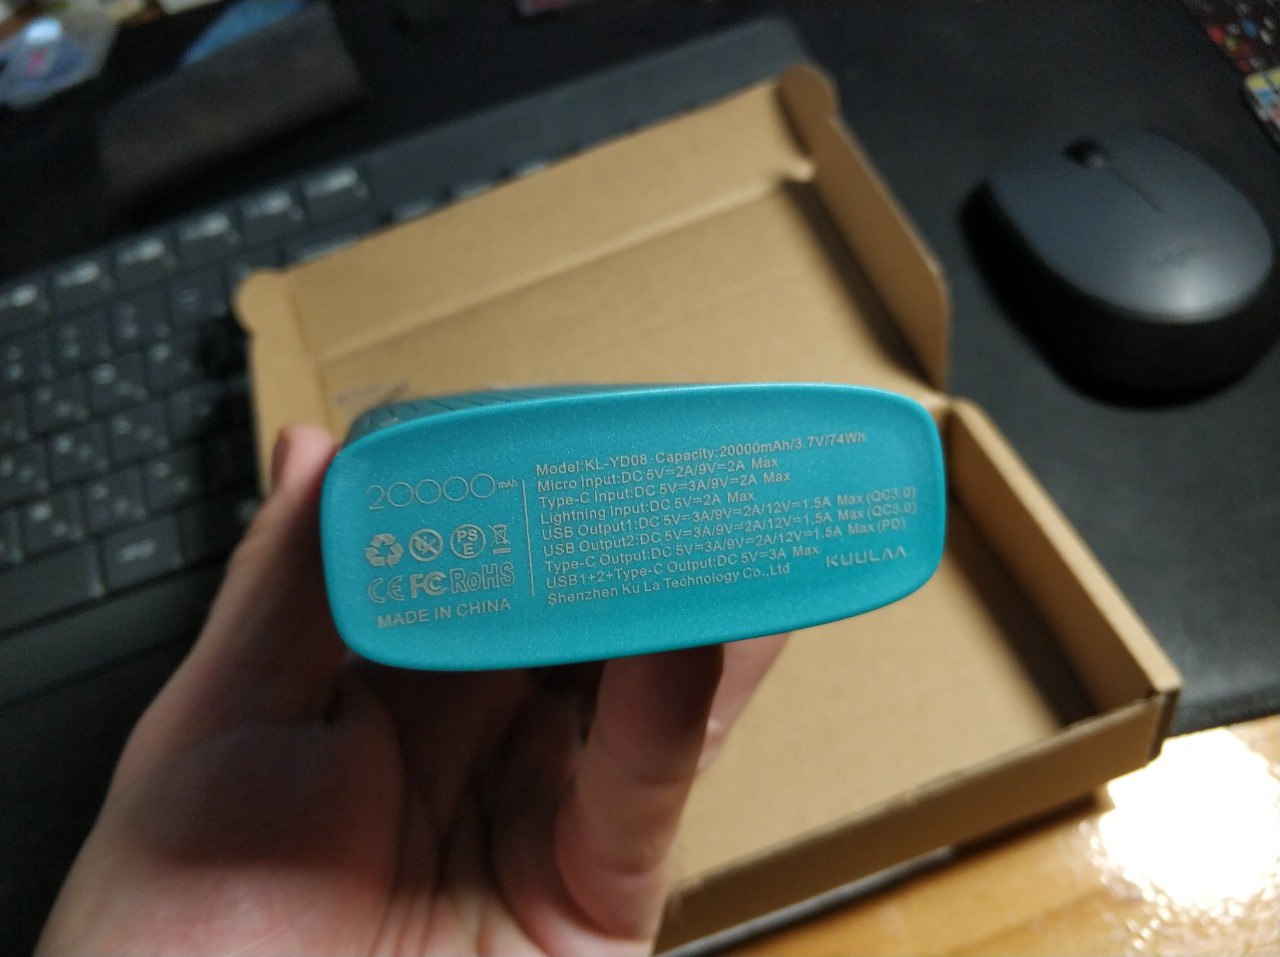 20000mAh
CE FC RoHS
PS
E
MADE IN CHINA
Model:KL-YD08 ·Capacity:20000mAh/3.7V/74Wh
Micro Input:DC 5V=2A/9V=2A Max
Type-C Input:DC 5V=3A/9V=2A Max
Lightning Input:DC 5V=2A Max
USB Output1:DC 5V=3A/9V=2A/12V=1.5A Max (QC3.0)
USB Output2:DC 5V=3A/9V=2A/12V=1.5A Max (QC3.0)
Type-C Output:DC 5V=3A/9V=2A/12V=1.5A Max (PD)
USB1+2+Type-C Output:DC 5V=3A Max
Shenzhen Ku La Technology Co.,Ltd
KUULAA